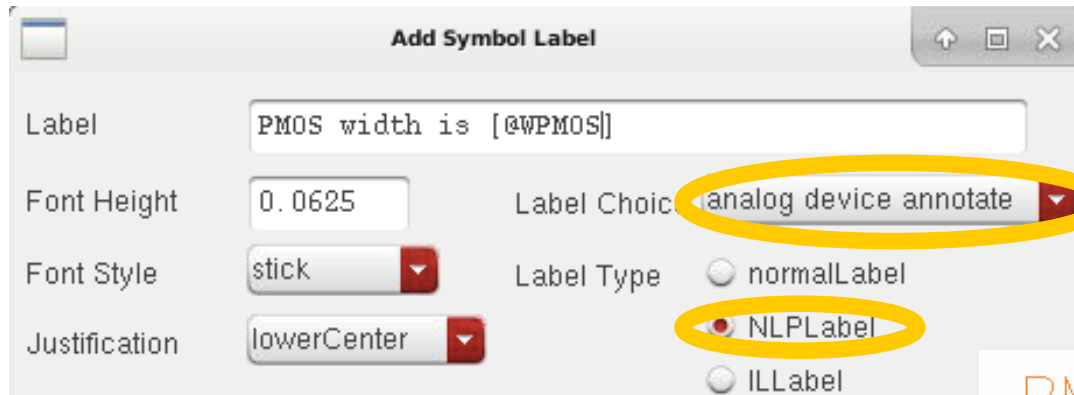 Add Symbol Label
Label PMOS width is [@WPMOS]
Font Height 0.0625 Label Choic analog device annotate
Font Style stick Label Type normalLabel
NLPLabel
Justification lowerCenter
ILLabel